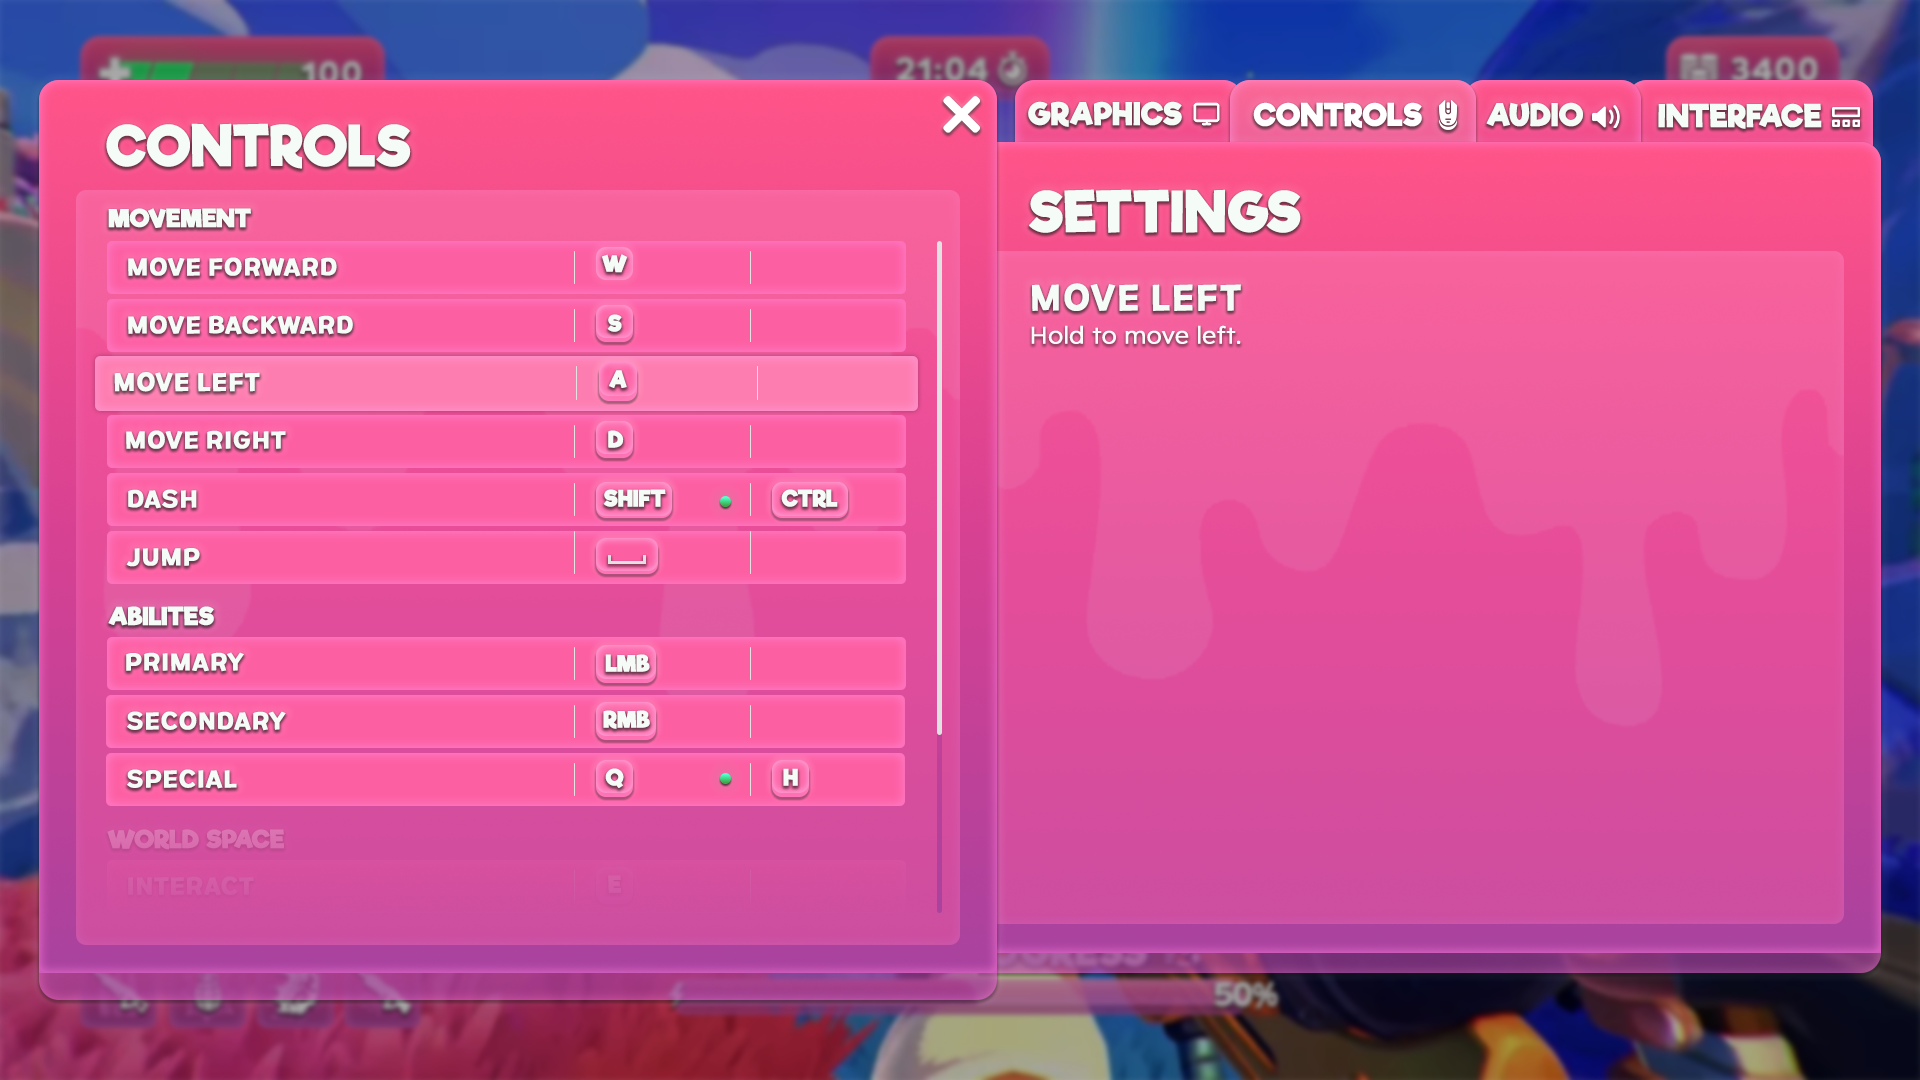 100
21:04
3400
CONTROLS
MOVEMENT
MOVE FORWARD W
MOVE BACKWARD S
MOVE LEFT A
MOVE RIGHT D
DASH SHIFT CTRL
JUMP
ABILITES
PRIMARY LMB
SECONDARY RMB
SPECIAL Q H
WORLD SPACE
INTERACT E
GRAPHICS CONTROLS AUDIO INTERFACE
SETTINGS
MOVE LEFT
Hold to move left.
50%